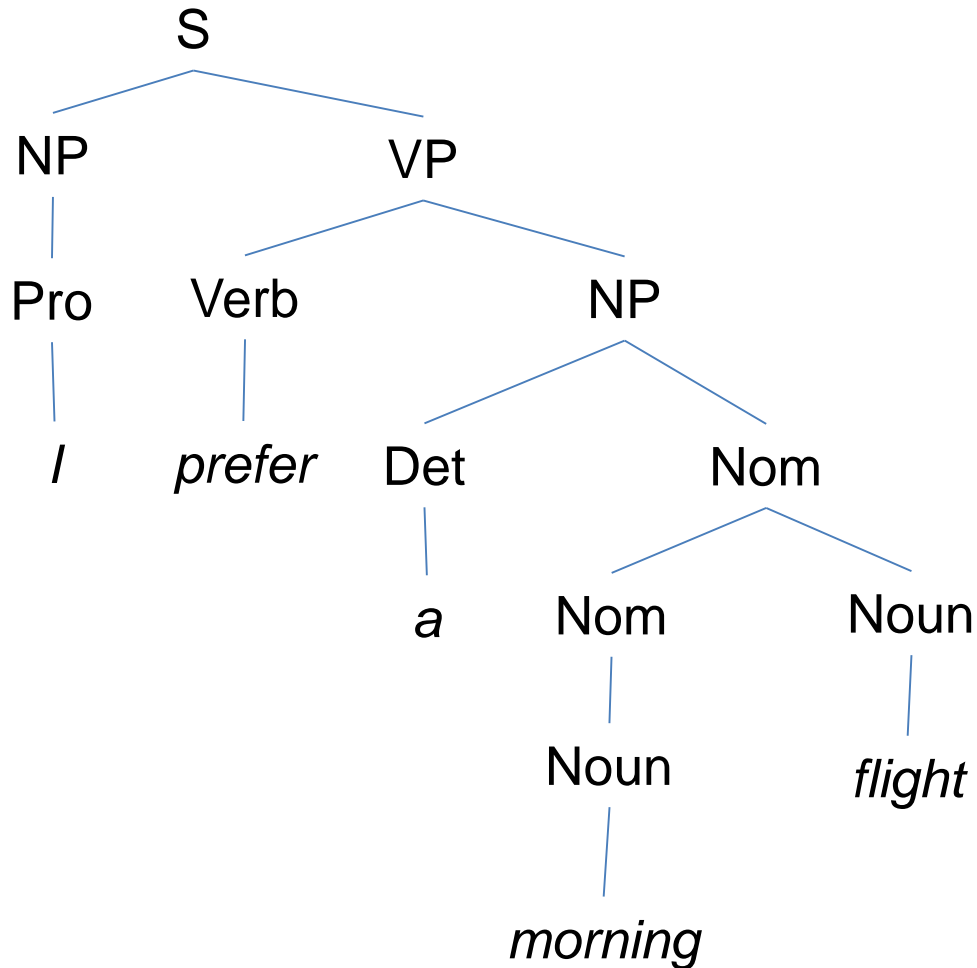 S
NP VP
Pro Verb NP
I prefer Det Nom
a Nom Noun
Noun flight
morning